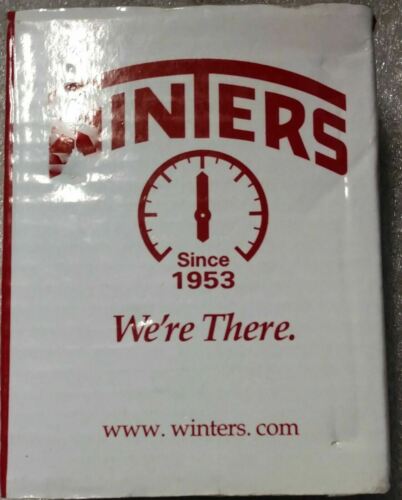 WINTERS
Since
1953
We're There.
www. winters. com